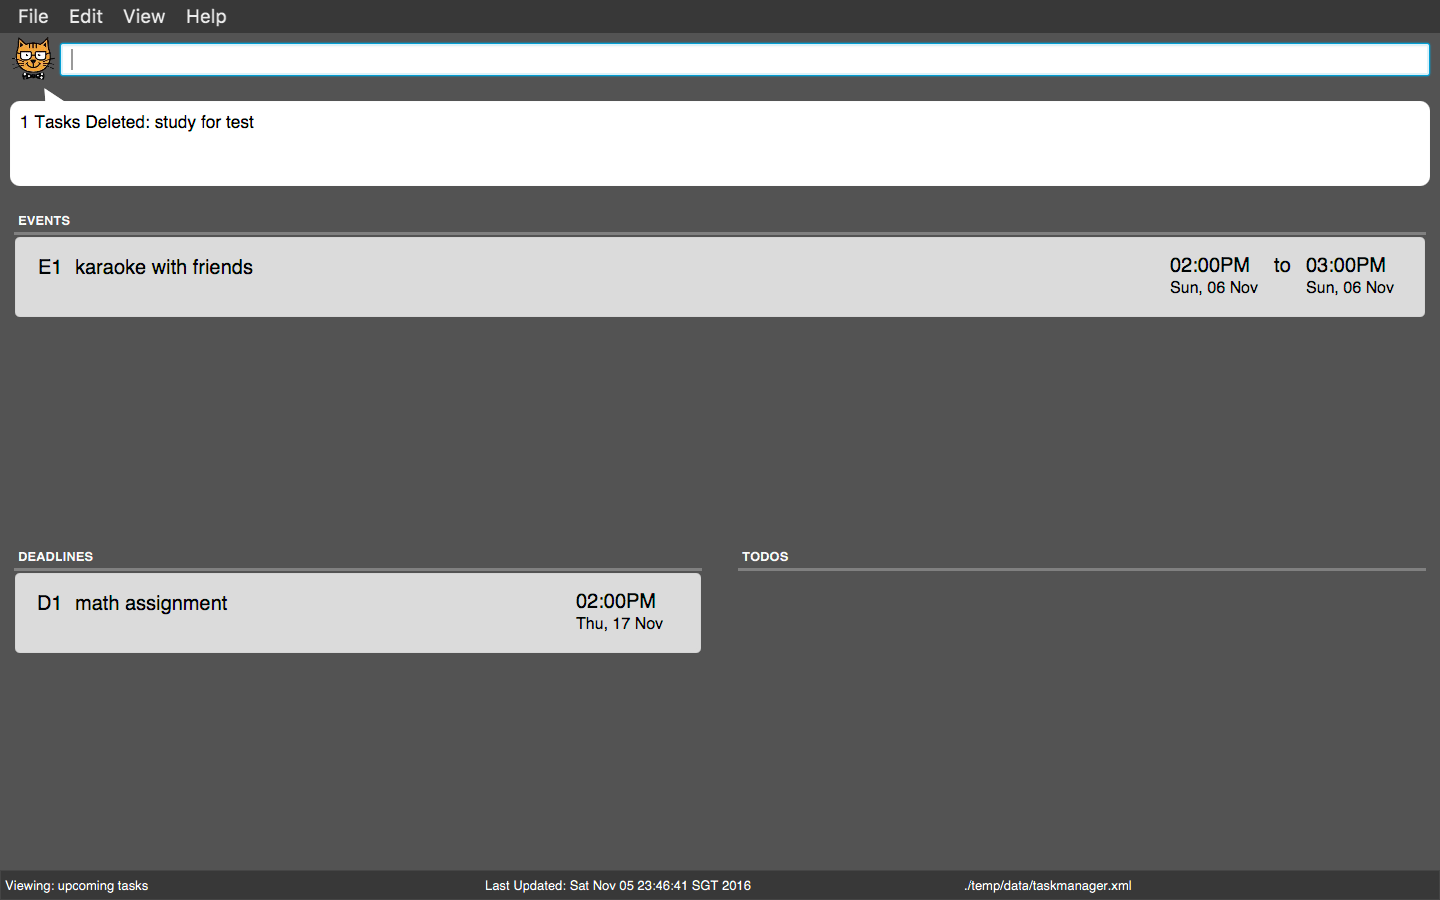 File Edit View Help
1 Tasks Deleted: study for test
EVENTS
E1 karaoke with friends 02:00PM to 03:00PM
Sun, 06 Nov Sun, 06 Nov
DEADLINES TODOS
D1 math assignment 02:00PM
Thu, 17 Nov
Viewing: upcoming tasks Last Updated: Sat Nov 05 23:46:41 SGT 2016 ./temp/data/taskmanager.xml